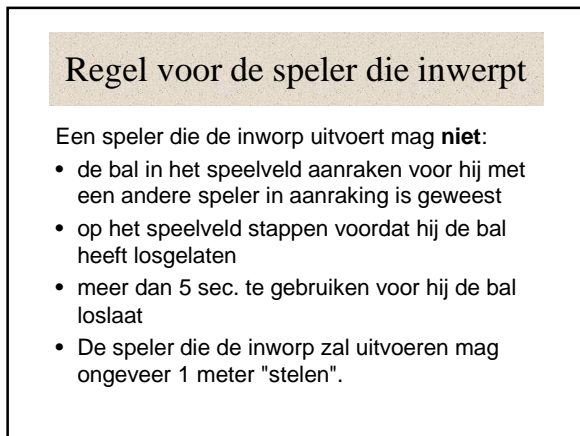 Regel voor de speler die inwerpt
Een speler die de inworp uitvoert mag niet:
• de bal in het speelveld aanraken voor hij met
een andere speler in aanraking is geweest
• op het speelveld stappen voordat hij de bal
heeft losgelaten
• meer dan 5 sec. te gebruiken voor hij de bal
loslaat
• De speler die de inworp zal uitvoeren mag
ongeveer 1 meter "stelen".